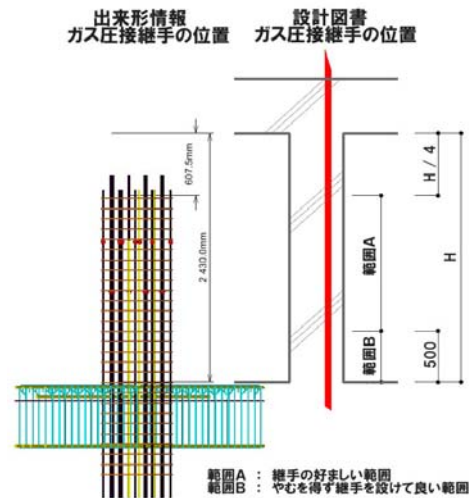 出来形情報
ガス圧接継手の位置
設計図書
ガス圧接継手の位置
607.5mm
2 430.0mm
H / 4
範囲A
H
範囲B
500
範囲A : 継手の好ましい範囲
範囲B : やむを得ず継手を設けて良い範囲